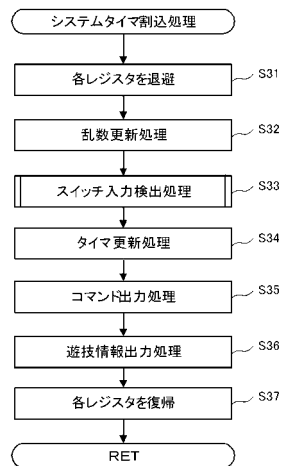 システムタイマ割込処理
各レジスタを退避 S31
乱数更新処理 S32
スイッチ入力検出処理 S33
タイマ更新処理 S34
コマンド出力処理 S35
遊技情報出力処理 S36
各レジスタを復帰 S37
RET